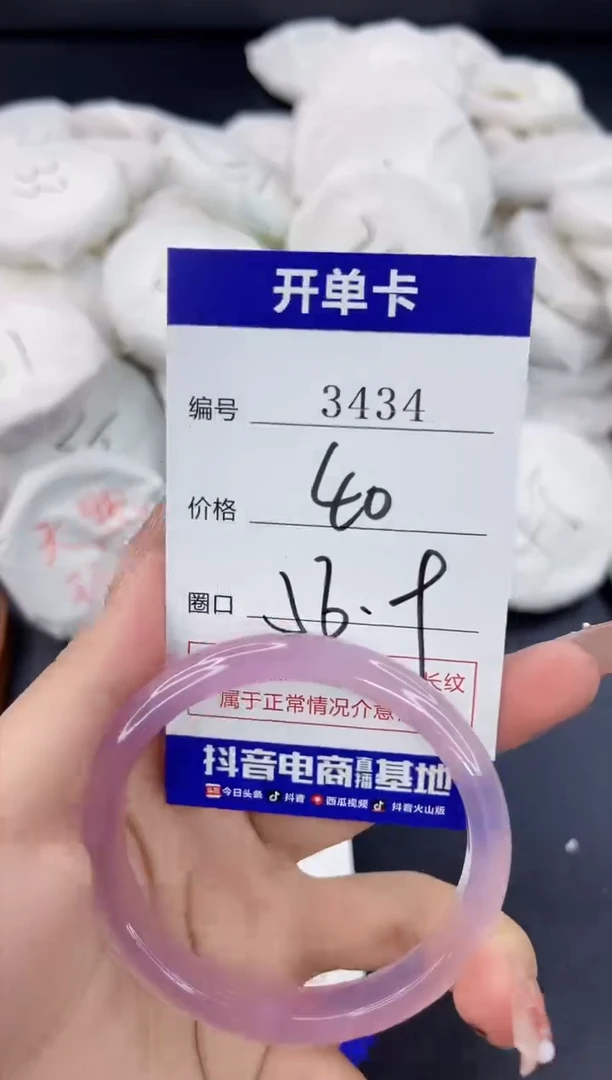 开单卡
编号 3434
价格 40
圈口 56.
长纹
属于正常情况介意
抖音电商直播基地
今日头条 抖音 西瓜视频 抖音火山版